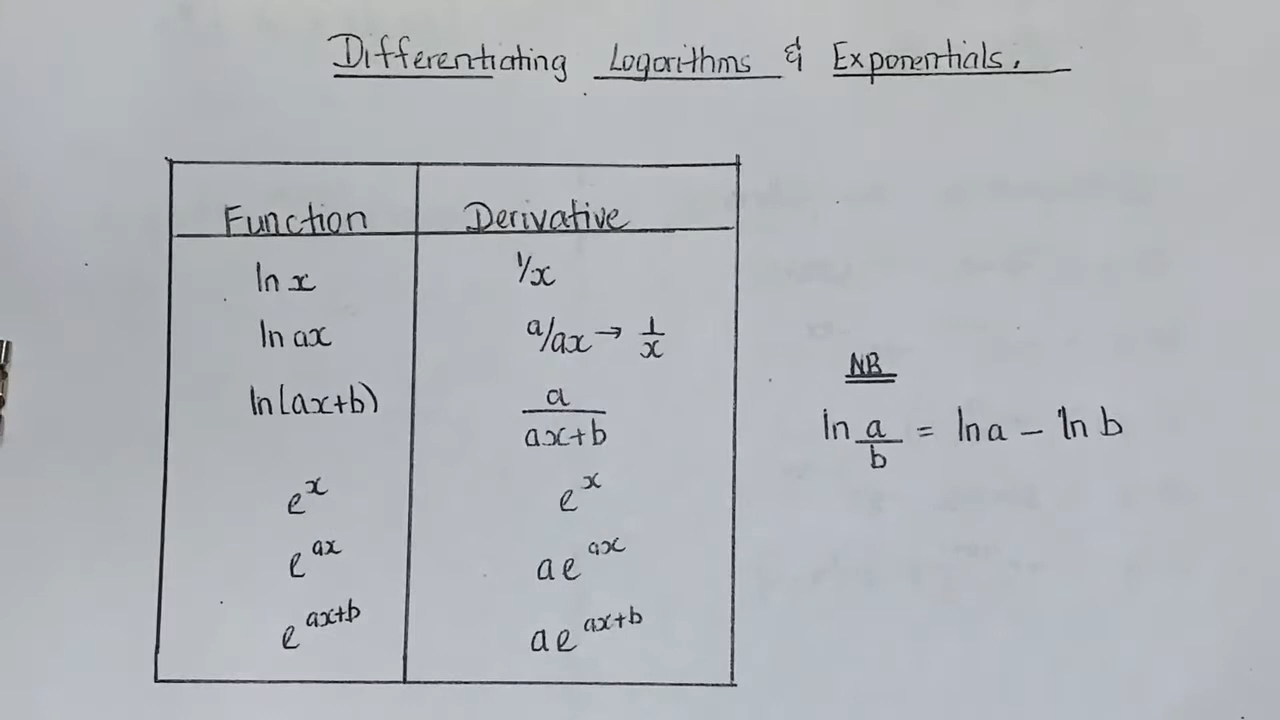 Differentiating Logarithms & Exponentials.
Function Derivative
ln x 1/x
ln ax a/ax → 1/x
ln(ax+b) a/(ax+b)
e^x e^x
e^(ax) ae^(ax)
e^(ax+b) ae^(ax+b)
NB
ln a/b = ln a - ln b